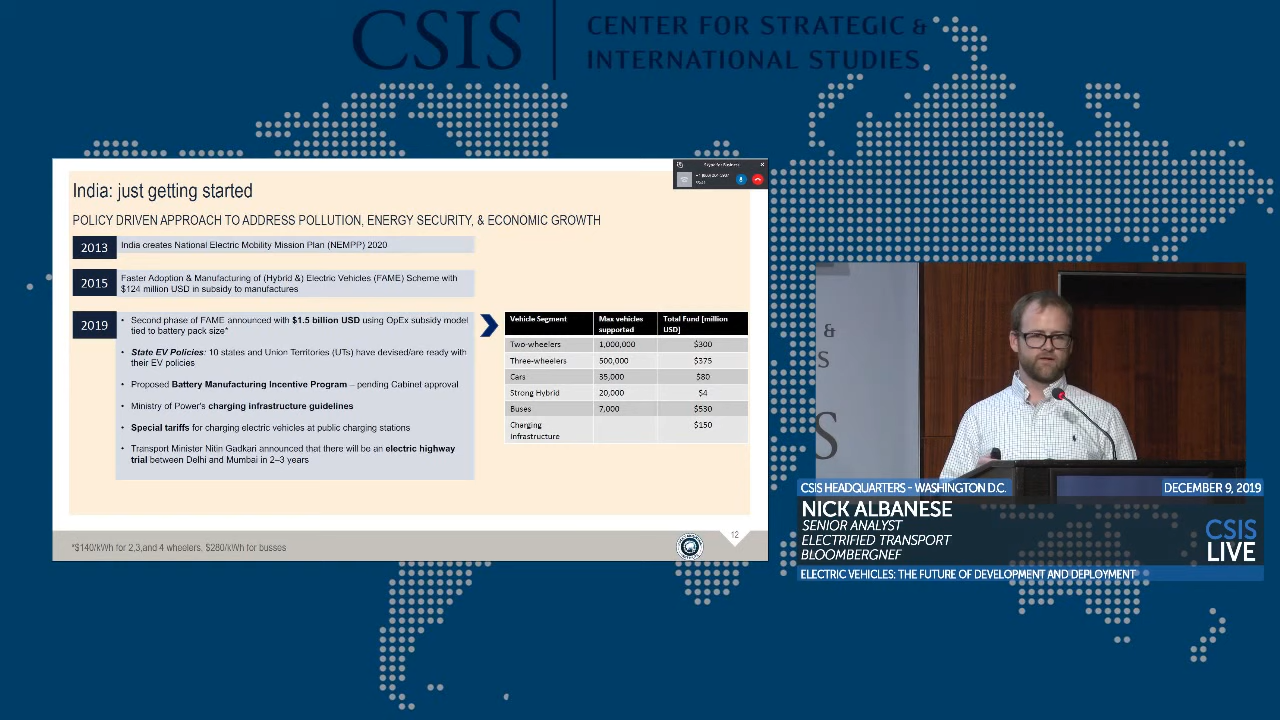 CSIS
CENTER FOR STRATEGIC &
INTERNATIONAL STUDIES
Skype for Business
India: just getting started
POLICY DRIVEN APPROACH TO ADDRESS POLLUTION, ENERGY SECURITY, & ECONOMIC GROWTH
2013
India creates National Electric Mobility Mission Plan (NEMPP) 2020
2015
Faster Adoption & Manufacturing of (Hybrid &) Electric Vehicles (FAME) Scheme with
$124 million USD in subsidy to manufactures
2019
• Second phase of FAME announced with $1.5 billion USD using OpEx subsidy model
tied to battery pack size*
• State EV Policies: 10 states and Union Territories (UTs) have devised/are ready with
their EV policies
• Proposed Battery Manufacturing Incentive Program – pending Cabinet approval
• Ministry of Power's charging infrastructure guidelines
• Special tariffs for charging electric vehicles at public charging stations
• Transport Minister Nitin Gadkari announced that there will be an electric highway
trial between Delhi and Mumbai in 2–3 years
Vehicle Segment Max vehicles supported Total Fund [million USD]
Two-wheelers 1,000,000 $300
Three-wheelers 500,000 $375
Cars 35,000 $80
Strong Hybrid 20,000 $4
Buses 7,000 $530
Charging Infrastructure $150
*$140/kWh for 2,3,and 4 wheelers. $280/kWh for busses
12
&
S
S
CSIS HEADQUARTERS - WASHINGTON D.C.
DECEMBER 9, 2019
NICK ALBANESE
SENIOR ANALYST
ELECTRIFIED TRANSPORT
BLOOMBERGNEF
CSIS
LIVE
ELECTRIC VEHICLES: THE FUTURE OF DEVELOPMENT AND DEPLOYMENT